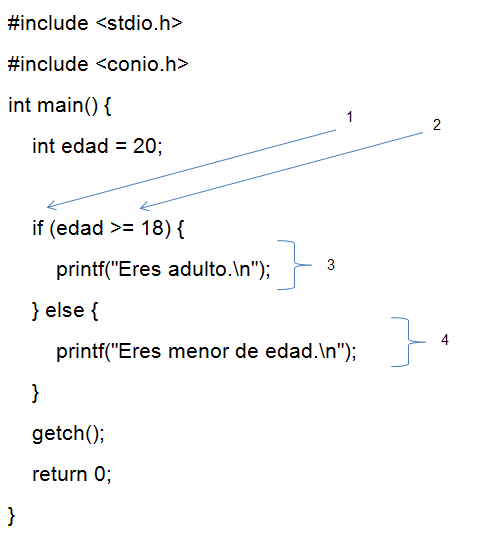 #include <stdio.h>
#include <conio.h>
int main() {
int edad = 20;
1
2
if (edad >= 18) {
printf("Eres adulto.\n");
3
} else {
printf("Eres menor de edad.\n");
4
}
getch();
return 0;
}